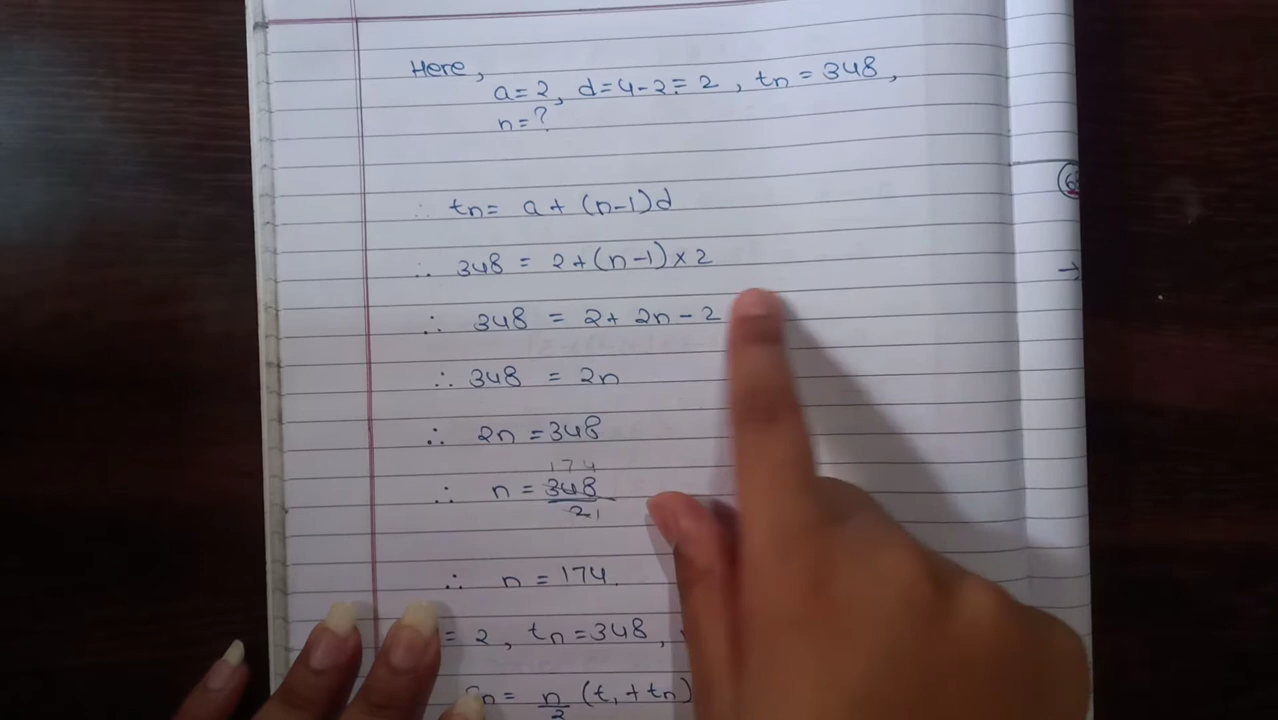 Here,
a=2, d=4-2=2, tn=348,
n=?
∴ tn= a+(n-1)d
∴ 348 = 2+(n-1)×2
∴ 348 = 2+ 2n-2
∴ 348 = 2n
∴ 2n =348
174
∴ n = 348
2 1
∴ n = 174.
= 2, tn=348,
n= n/2 (t1+tn)
→